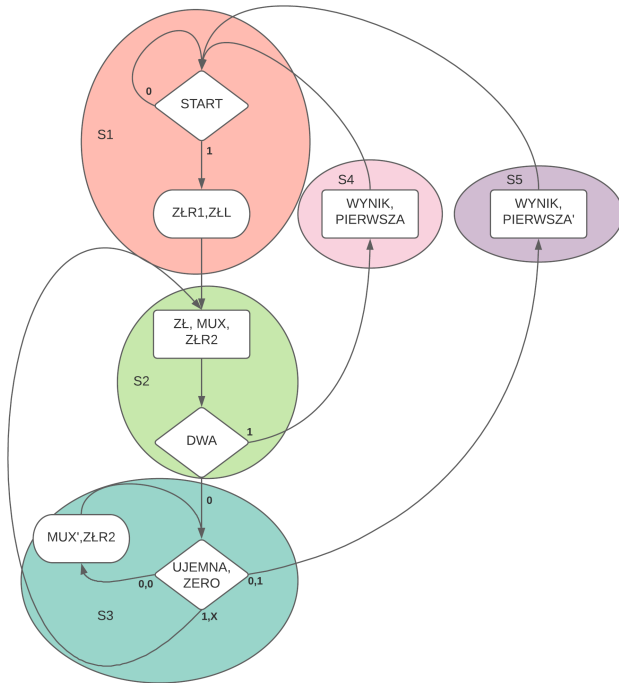 START
0
S1
1
ZŁR1,ZŁL
S4
WYNIK,
PIERWSZA
S5
WYNIK,
PIERWSZA'
ZŁ, MUX,
ZŁR2
S2
DWA
1
0
MUX',ZŁR2
UJEMNA,
ZERO
0,0
0,1
1,X
S3